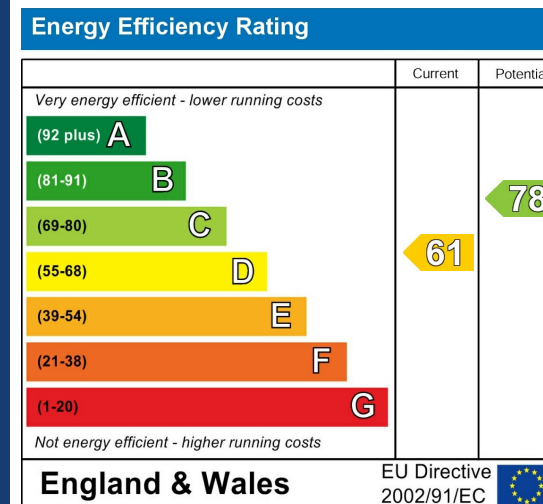 Energy Efficiency Rating
Current Potentia
Very energy efficient - lower running costs
(92 plus) A
(81-91) B
(69-80) C
(55-68) D
(39-54) E
(21-38) F
(1-20) G
61
78
Not energy efficient - higher running costs
England & Wales
EU Directive
2002/91/EC